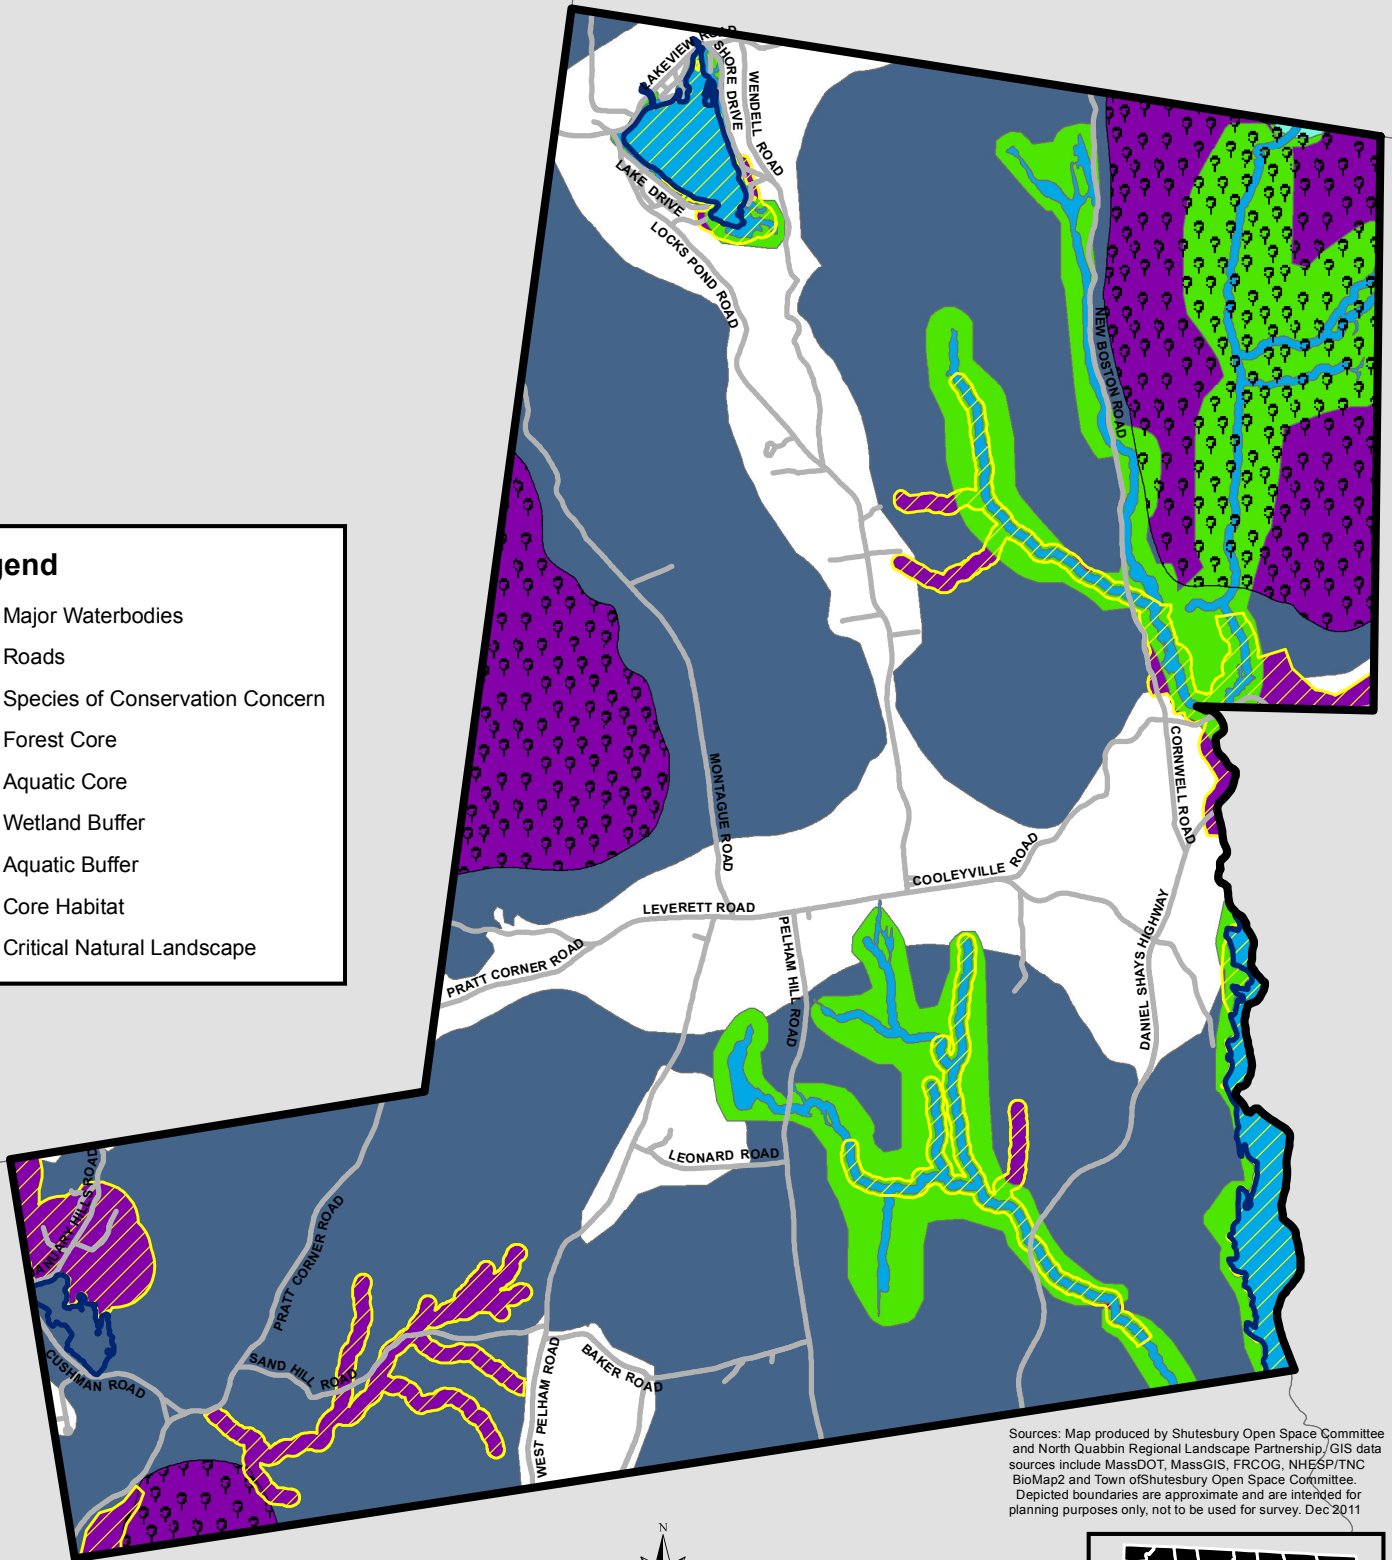 LAKEVIEW ROAD
SHORE DRIVE
WENDELL ROAD
LAKE DRIVE
LOCKS POND ROAD
NEW BOSTON ROAD
gend
Major Waterbodies
Roads
Species of Conservation Concern
Forest Core
Aquatic Core
Wetland Buffer
Aquatic Buffer
Core Habitat
Critical Natural Landscape
MONTAGUE ROAD
CORNWELL ROAD
COOLEYVILLE ROAD
LEVERETT ROAD
PRATT CORNER ROAD
PELHAM HILL ROAD
DANIEL SHAYS HIGHWAY
LEONARD ROAD
JANUARY HILLS ROAD
PRATT CORNER ROAD
SAND HILL ROAD
CUSHMAN ROAD
WEST PELHAM ROAD
BAKER ROAD
Sources: Map produced by Shutesbury Open Space Committee
and North Quabbin Regional Landscape Partnership. GIS data
sources include MassDOT, MassGIS, FRCOG, NHESP/TNC
BioMap2 and Town ofShutesbury Open Space Committee.
Depicted boundaries are approximate and are intended for
planning purposes only, not to be used for survey. Dec 2011
N